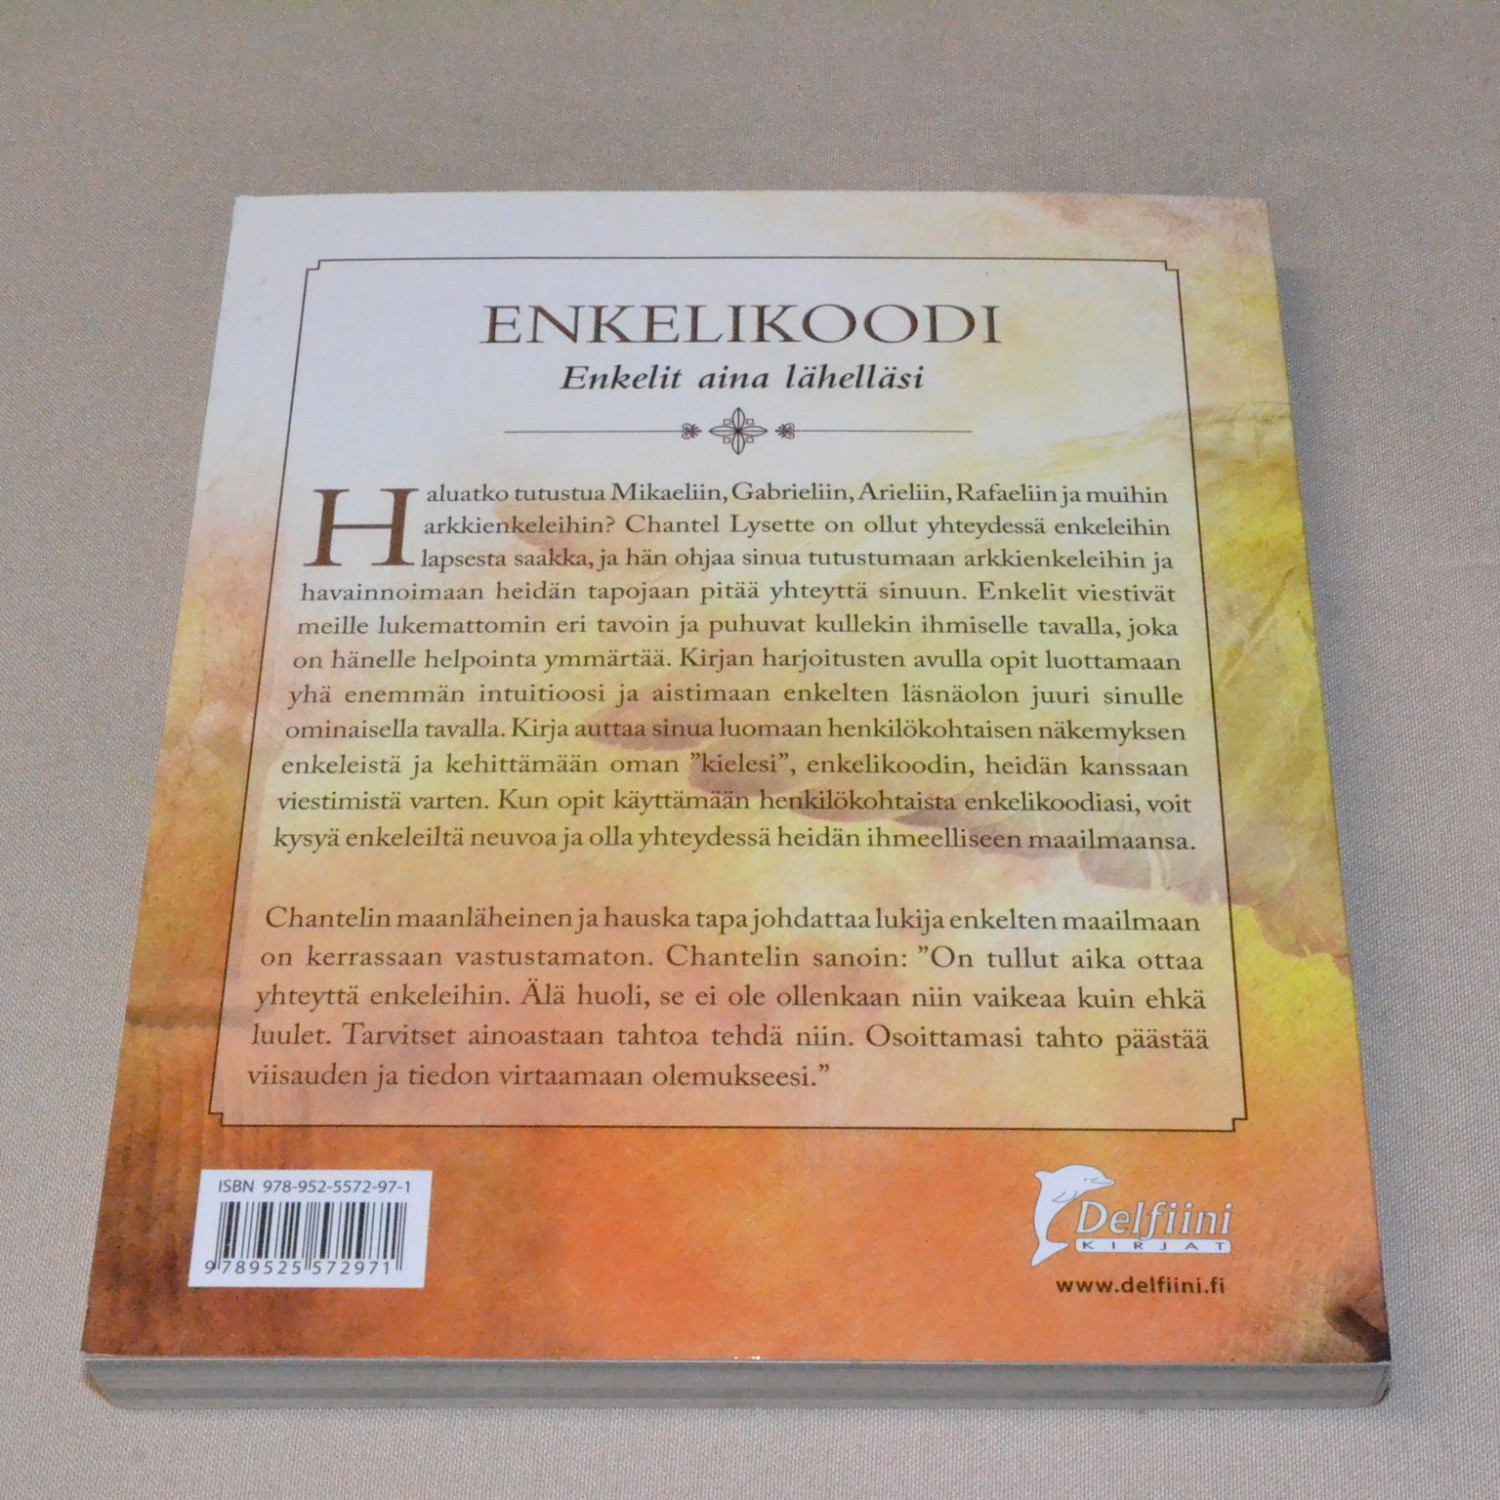 ENKELIKOODI
Enkelit aina lähelläsi
Haluatko tutustua Mikaeliin, Gabrieliin, Arieliin, Rafaeliin ja muihin
arkkienkeleihin? Chantel Lysette on ollut yhteydessä enkeleihin
lapsesta saakka, ja hän ohjaa sinua tutustumaan arkkienkeleihin ja
havainnoimaan heidän tapojaan pitää yhteyttä sinuun. Enkelit viestivät
meille lukemattomin eri tavoin ja puhuvat kullekin ihmiselle tavalla, joka
on hänelle helpointa ymmärtää. Kirjan harjoitusten avulla opit luottamaan
yhä enemmän intuitioosi ja aistimaan enkelten läsnäolon juuri sinulle
ominaisella tavalla. Kirja auttaa sinua luomaan henkilökohtaisen näkemyksen
enkeleistä ja kehittämään oman ”kielesi”, enkelikoodin, heidän kanssaan
viestimistä varten. Kun opit käyttämään henkilökohtaista enkelikoodiasi, voit
kysyä enkeleiltä neuvoa ja olla yhteydessä heidän ihmeelliseen maailmaansa.
Chantelin maanläheinen ja hauska tapa johdattaa lukija enkelten maailmaan
on kerrassaan vastustamaton. Chantelin sanoin: ”On tullut aika ottaa
yhteyttä enkeleihin. Älä huoli, se ei ole ollenkaan niin vaikeaa kuin ehkä
luulet. Tarvitset ainoastaan tahtoa tehdä niin. Osoittamasi tahto päästää
viisauden ja tiedon virtaamaan olemukseesi.”
ISBN 978-952-5572-97-1
9 789525 572971
Delfiini
KIRJAT
www.delfiini.fi